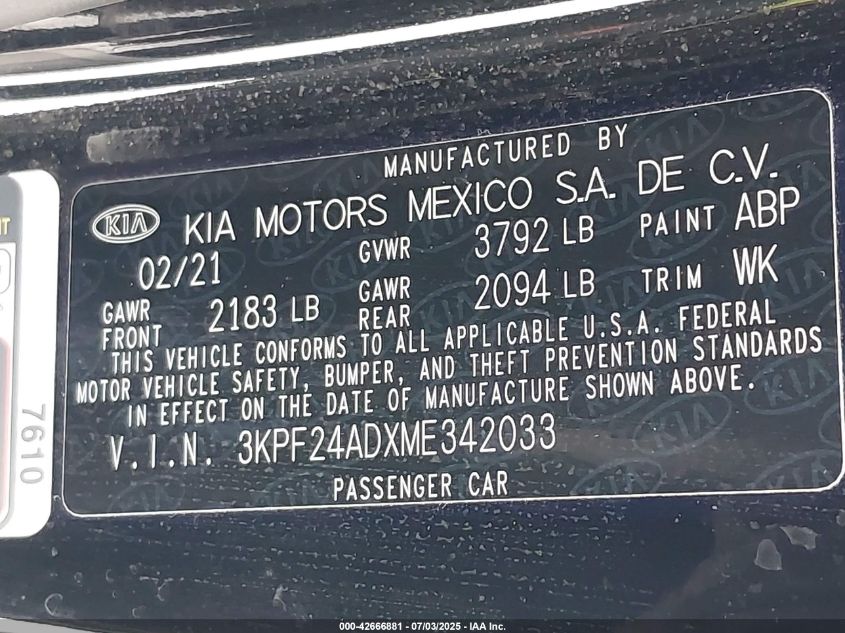 MANUFACTURED BY
KIA KIA MOTORS MEXICO S.A. DE C.V.
02/21 GVWR 3792 LB PAINT ABP
GAWR FRONT 2183 LB GAWR REAR 2094 LB TRIM WK
THIS VEHICLE CONFORMS TO ALL APPLICABLE U.S.A. FEDERAL
MOTOR VEHICLE SAFETY, BUMPER, AND THEFT PREVENTION STANDARDS
IN EFFECT ON THE DATE OF MANUFACTURE SHOWN ABOVE.
V.I.N. 3KPF24ADXME342033
PASSENGER CAR
7610
000-42666881 - 07/03/2025 - IAA Inc.